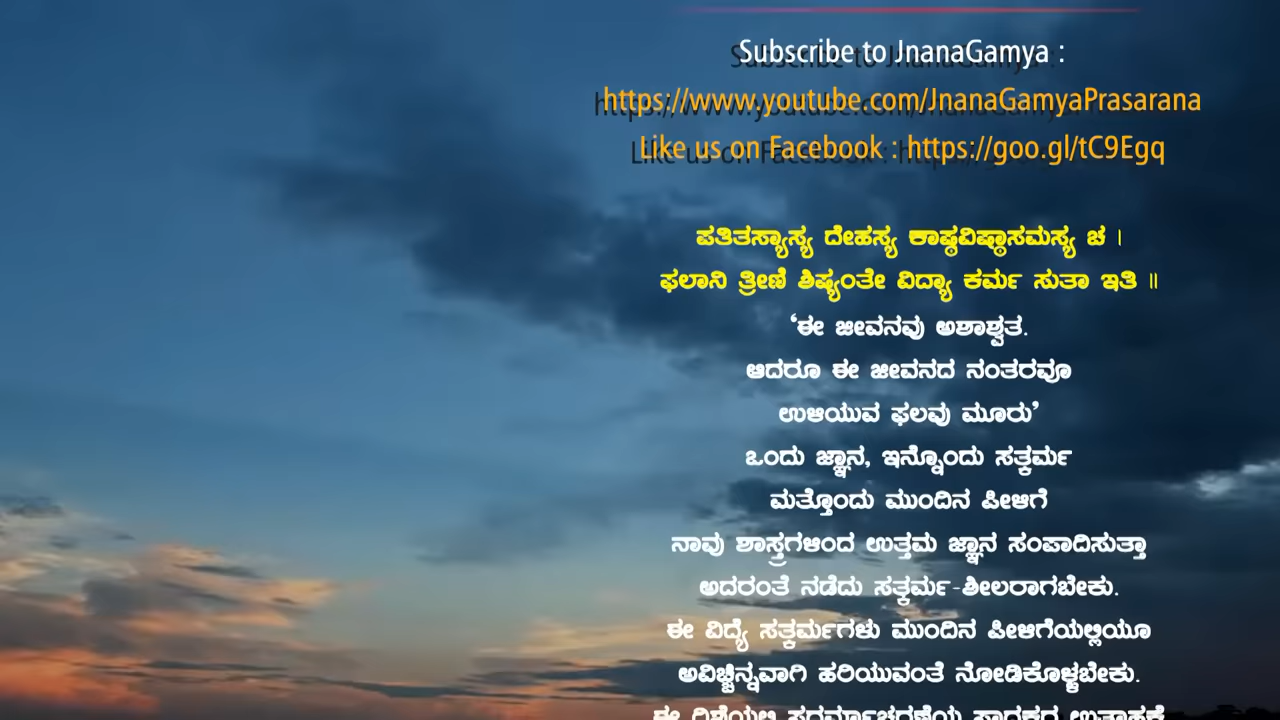 Subscribe to JnanaGamya :
https://www.youtube.com/JnanaGamyaPrasarana
Like us on Facebook : https://goo.gl/tC9Egq
ಪತಿತಸ್ಯಾಸ್ಯ ದೇಹಸ್ಯ ಕಾಷ್ಠವಿಷ್ಠಾಸಮಸ್ಯ ಚ ।
ಫಲಾನಿ ತ್ರೀಣಿ ಶಿಷ್ಯಂತೇ ವಿದ್ಯಾ ಕರ್ಮ ಸುತಾ ಇತಿ ॥
‘ಈ ಜೀವನವು ಅಶಾಶ್ವತ.
ಆದರೂ ಈ ಜೀವನದ ನಂತರವೂ
ಉಳಿಯುವ ಫಲವು ಮೂರು’
ಒಂದು ಜ್ಞಾನ, ಇನ್ನೊಂದು ಸತ್ಕರ್ಮ
ಮತ್ತೊಂದು ಮುಂದಿನ ಪೀಳಿಗೆ
ನಾವು ಶಾಸ್ತ್ರಗಳಿಂದ ಉತ್ತಮ ಜ್ಞಾನ ಸಂಪಾದಿಸುತ್ತಾ
ಅದರಂತೆ ನಡೆದು ಸತ್ಕರ್ಮ-ಶೀಲರಾಗಬೇಕು.
ಈ ವಿದ್ಯೆ ಸತ್ಕರ್ಮಗಳು ಮುಂದಿನ ಪೀಳಿಗೆಯಲ್ಲಿಯೂ
ಅವಿಚ್ಛಿನ್ನವಾಗಿ ಹರಿಯುವಂತೆ ನೋಡಿಕೊಳ್ಳಬೇಕು.
ಈ